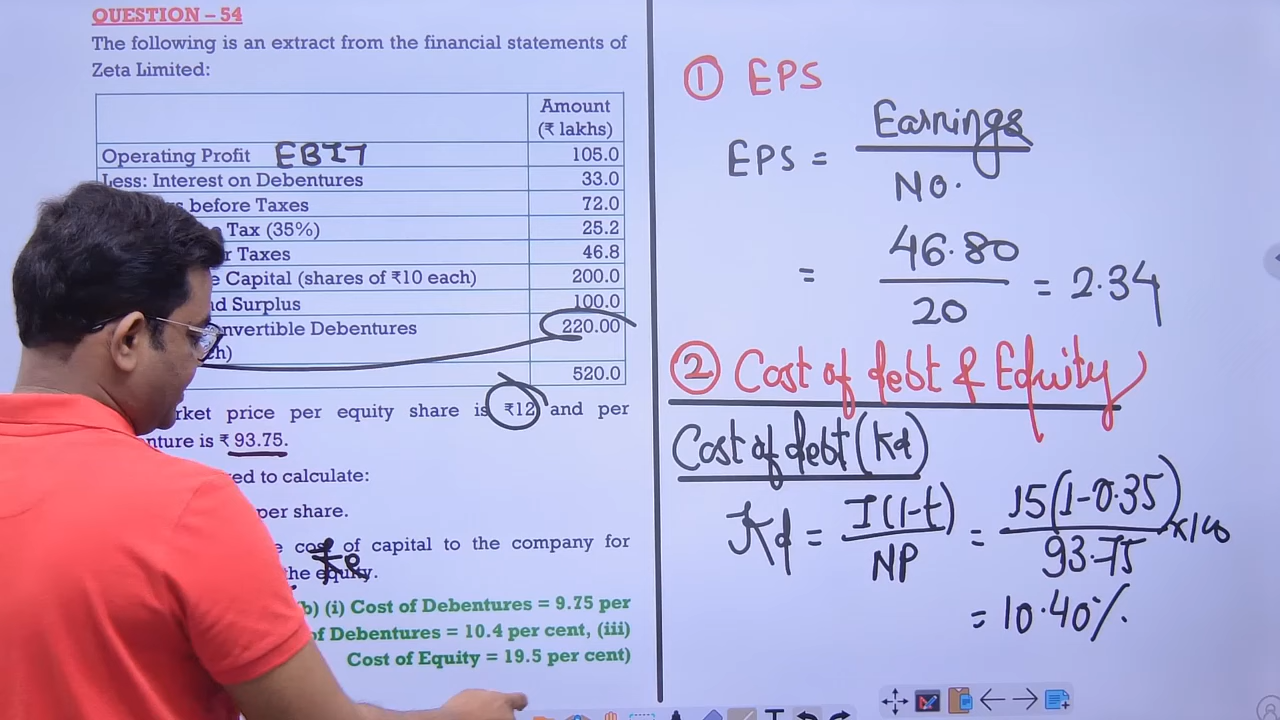 QUESTION – 54
The following is an extract from the financial statements of
Zeta Limited:
Amount
(₹ lakhs)
Operating Profit EBIT 105.0
Less: Interest on Debentures 33.0
before Taxes 72.0
Tax (35%) 25.2
Taxes 46.8
Capital (shares of ₹10 each) 200.0
Surplus 100.0
Debentures 220.00
520.0
price per equity share is ₹12 and per
is ₹ 93.75.
to calculate:
per share.
cost of capital to the company for
the equity. Ke
(i) Cost of Debentures = 9.75 per
of Debentures = 10.4 per cent, (iii)
Cost of Equity = 19.5 per cent)
① EPS
EPS = Earnings / No.
= 46.80 / 20 = 2.34
② Cost of debt & Equity
Cost of debt (Kd)
Kd = I(1-t) / NP = 15(1-0.35) / 93.75 x100
= 10.40%